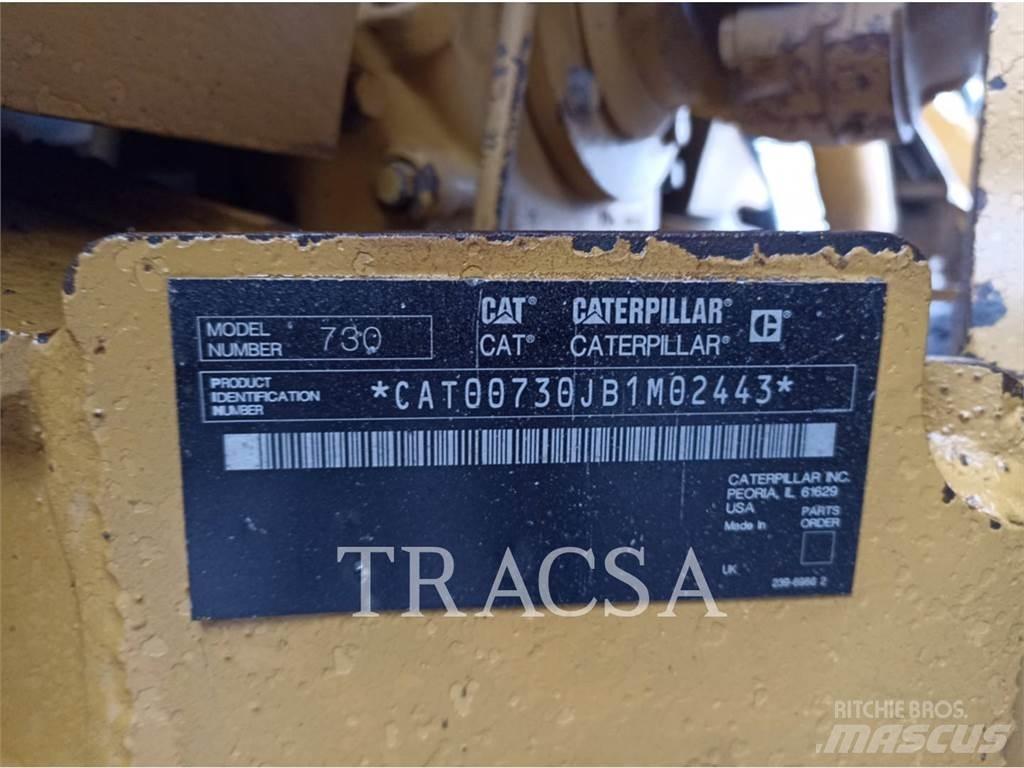 CAT® CATERPILLAR® C®
CAT® CATERPILLAR®
MODEL
NUMBER 730
PRODUCT
IDENTIFICATION
NUMBER *CAT00730JB1M02443*
CATERPILLAR INC.
PEORIA, IL 61629
USA
Made in
PARTS
ORDER
UK
239-6986 2
TRACSA
RITCHIE BROS.
MASCUS